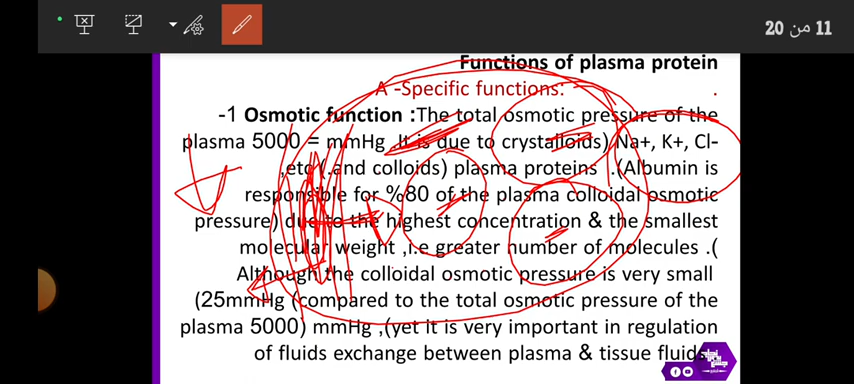 11 من 20
Functions of plasma protein
A -Specific functions: .
-1 Osmotic function :The total osmotic pressure of the
plasma 5000 = mmHg .It is due to crystalloids) Na+, K+, Cl-
,etc (.and colloids) plasma proteins .(Albumin is
responsible for %80 of the plasma colloidal osmotic
pressure) due to the highest concentration & the smallest
molecular weight ,i.e greater number of molecules .(
Although the colloidal osmotic pressure is very small
(25mmHg (compared to the total osmotic pressure of the
plasma 5000) mmHg ,(yet it is very important in regulation
of fluids exchange between plasma & tissue fluids.